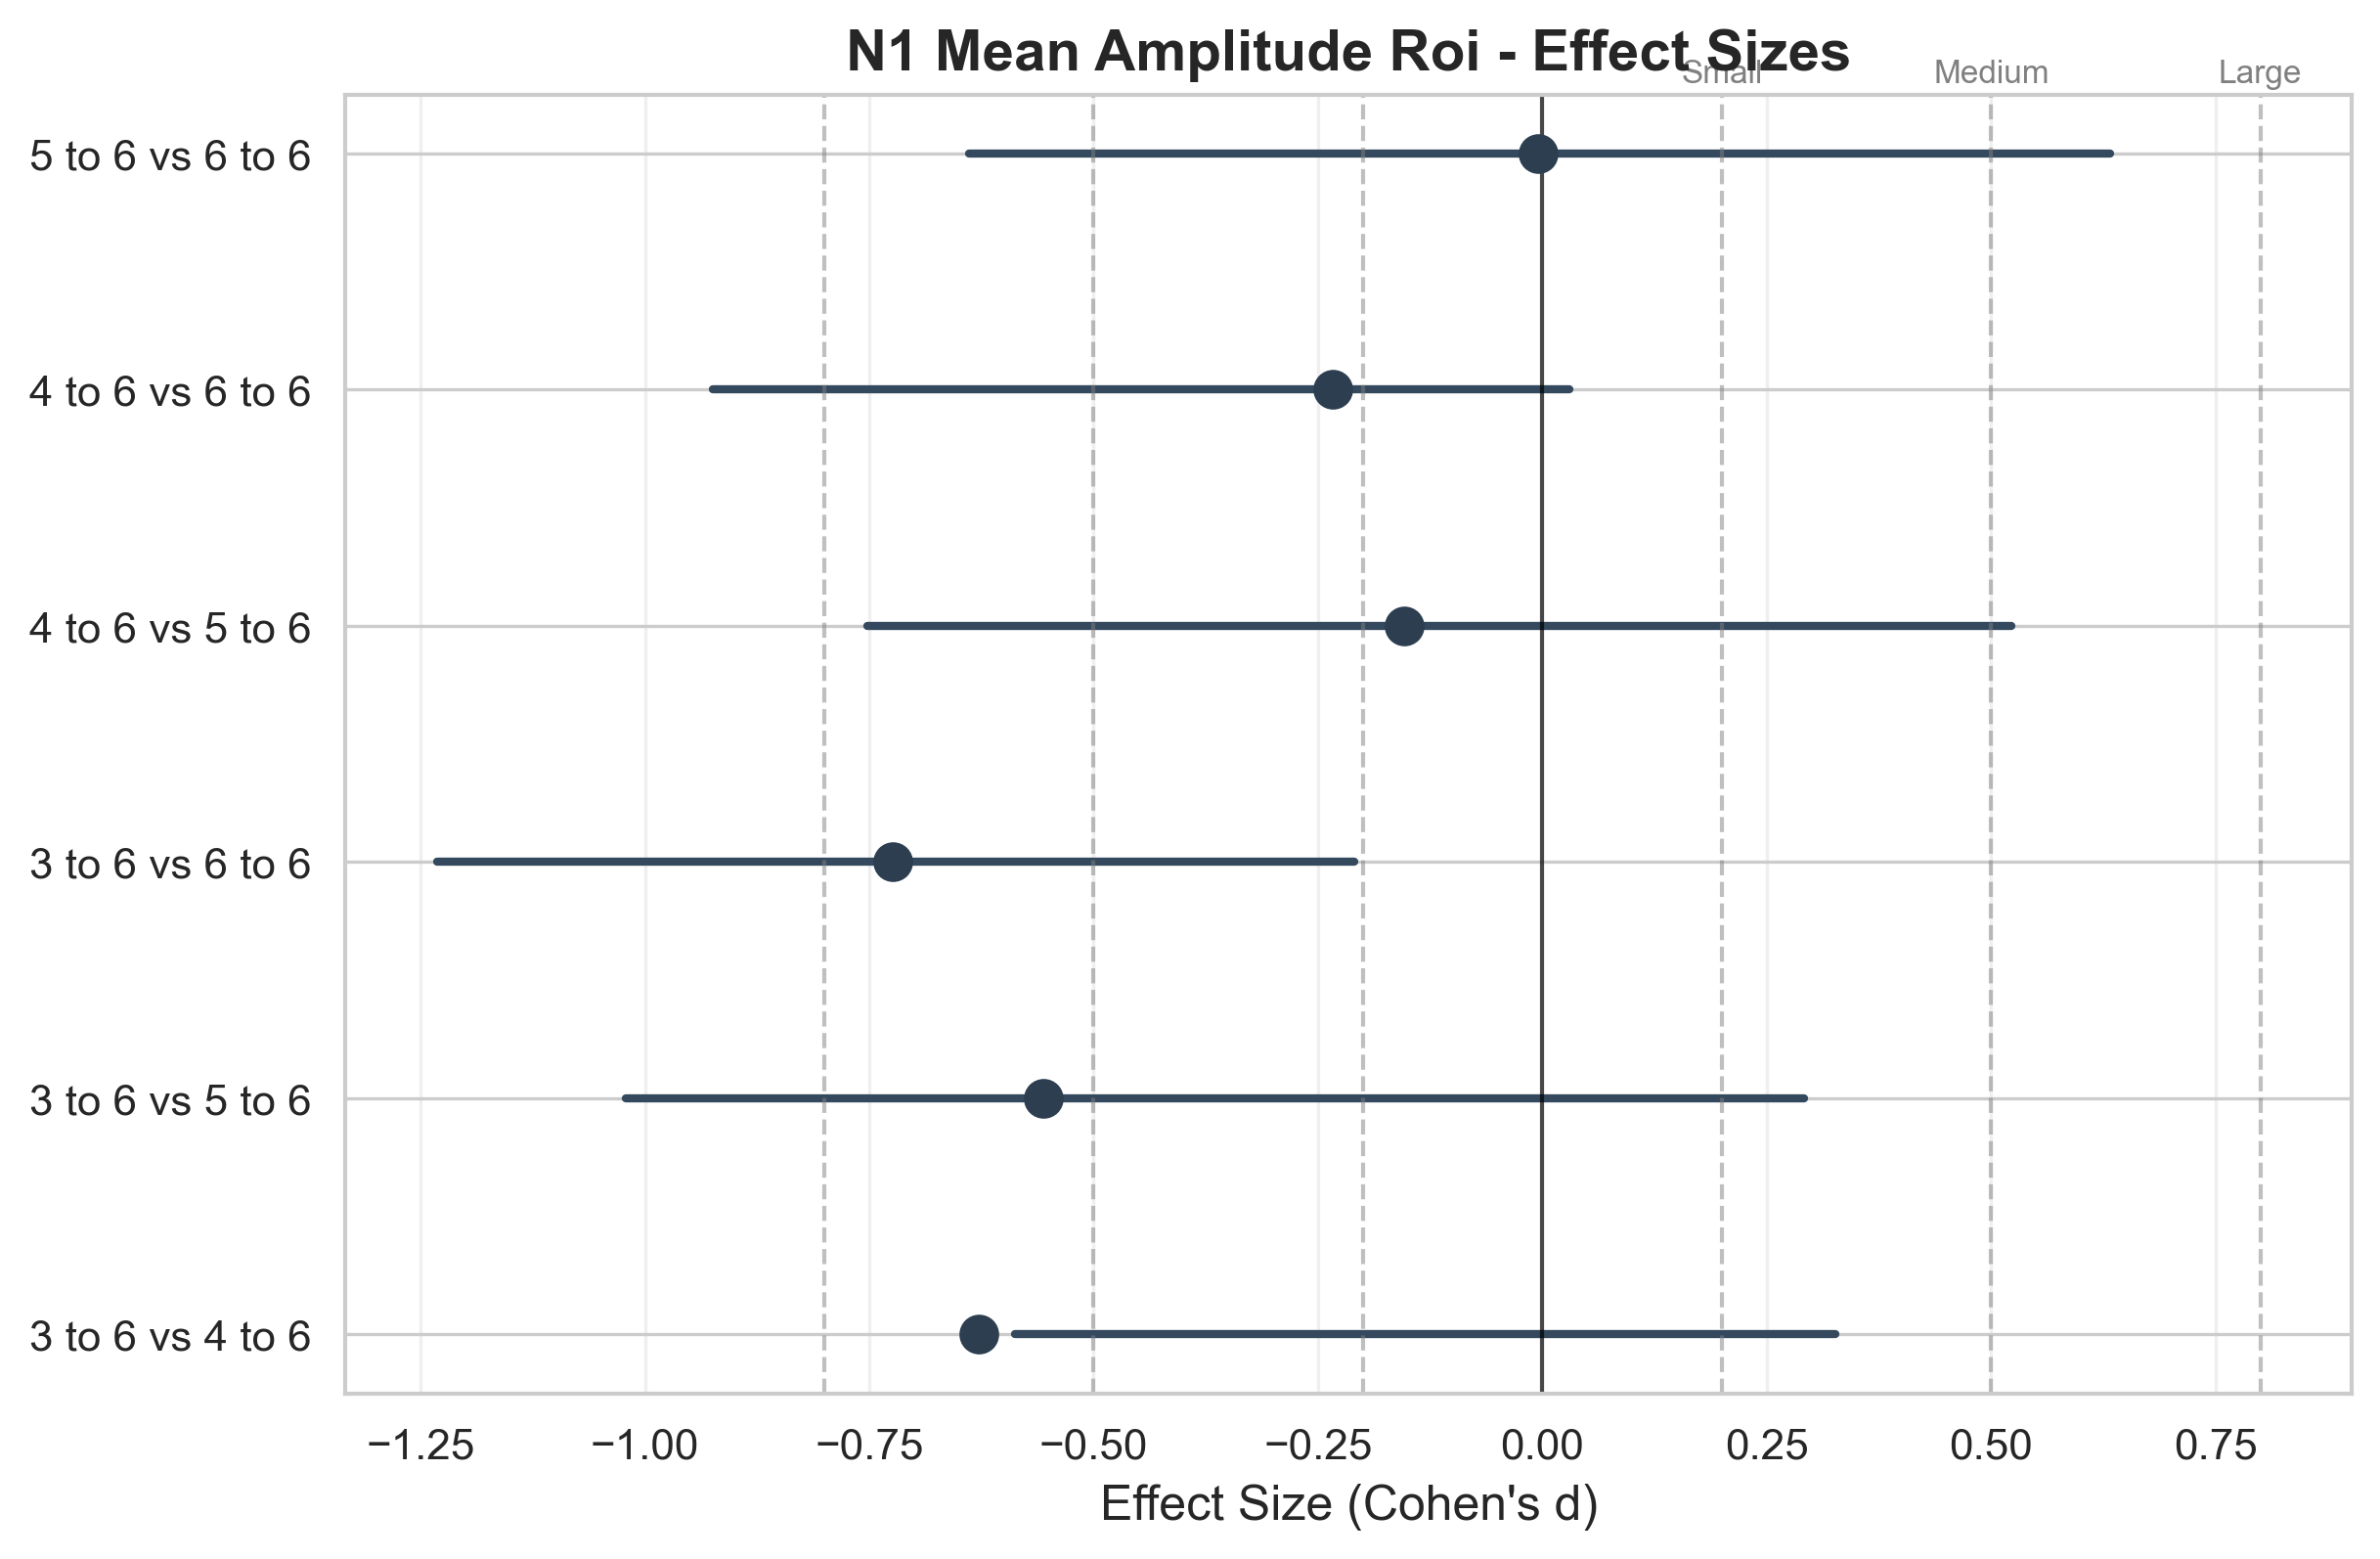 N1 Mean Amplitude Roi - Effect Sizes
Small Medium Large
5 to 6 vs 6 to 6
4 to 6 vs 6 to 6
4 to 6 vs 5 to 6
3 to 6 vs 6 to 6
3 to 6 vs 5 to 6
3 to 6 vs 4 to 6
−1.25 −1.00 −0.75 −0.50 −0.25 0.00 0.25 0.50 0.75
Effect Size (Cohen's d)